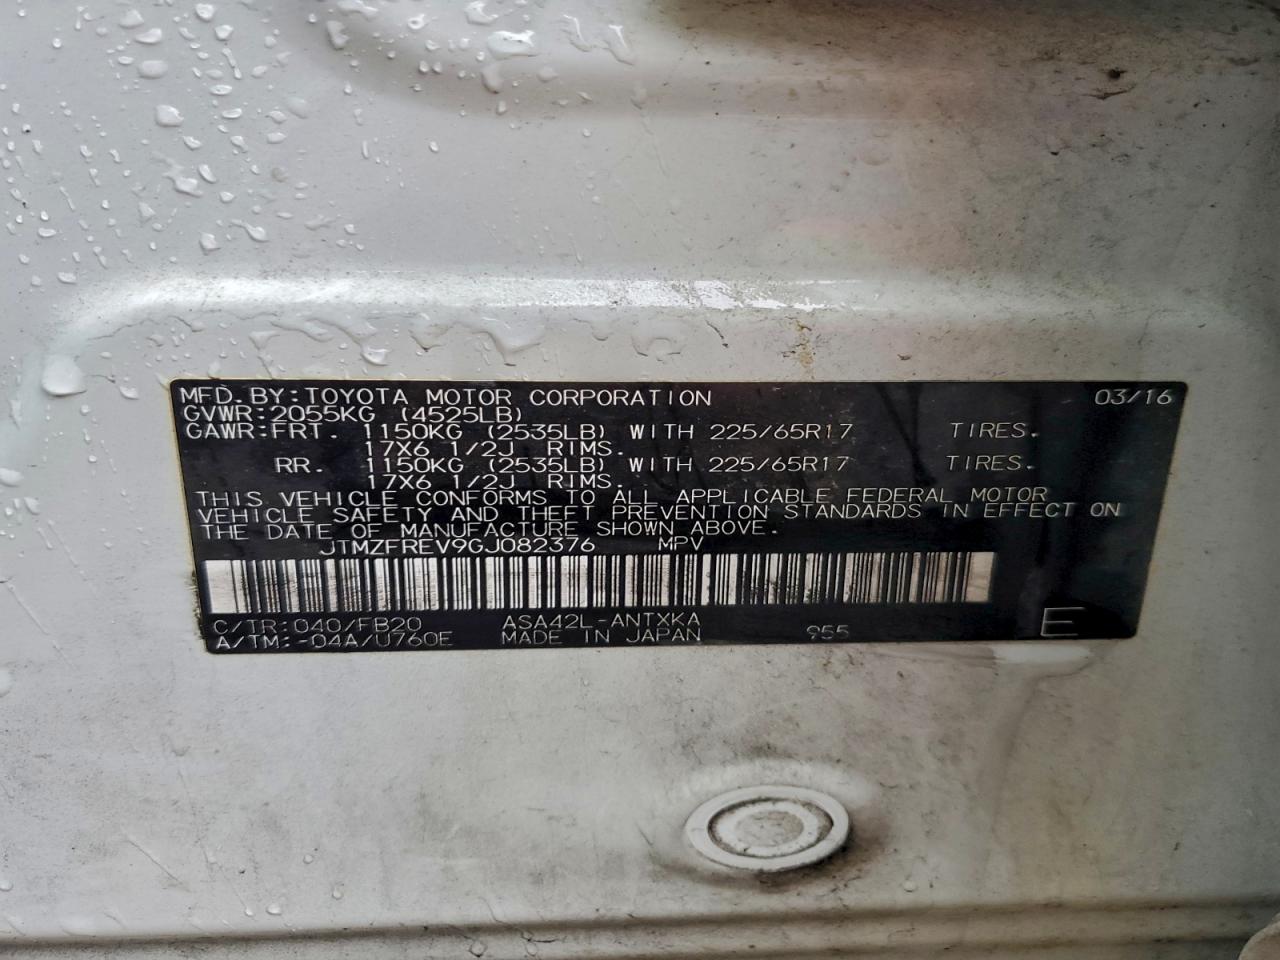 MFD. BY: TOYOTA MOTOR CORPORATION 03/16
GVWR: 2055KG (4525LB)
GAWR: FRT. 1150KG (2535LB) WITH 225/65R17 TIRES.
17X6 1/2J RIMS.
RR. 1150KG (2535LB) WITH 225/65R17 TIRES.
17X6 1/2J RIMS.
THIS VEHICLE CONFORMS TO ALL APPLICABLE FEDERAL MOTOR
VEHICLE SAFETY AND THEFT PREVENTION STANDARDS IN EFFECT ON
THE DATE OF MANUFACTURE SHOWN ABOVE.
JTMZFREV9GJ082376 MPV
C/TR: 040/FB20 ASA42L-ANTXKA
A/TM: -04A/U760E MADE IN JAPAN 955 E